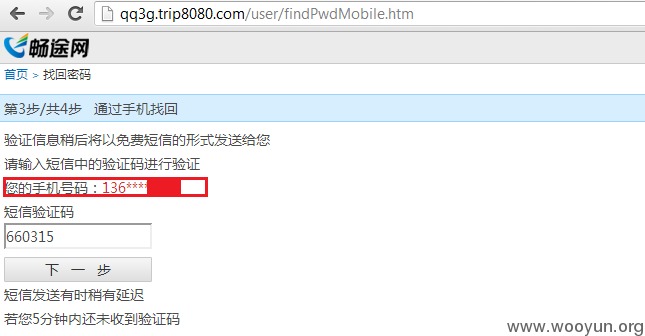 qq3g.trip8080.com/user/findPwdMobile.htm
畅途网
首页 > 找回密码
第3步/共4步 通过手机找回
验证信息稍后将以免费短信的形式发送给您
请输入短信中的验证码进行验证
您的手机号码：136****
短信验证码
660315
下 一 步
短信发送有时稍有延迟
若您5分钟内还未收到验证码
www.wooyun.org